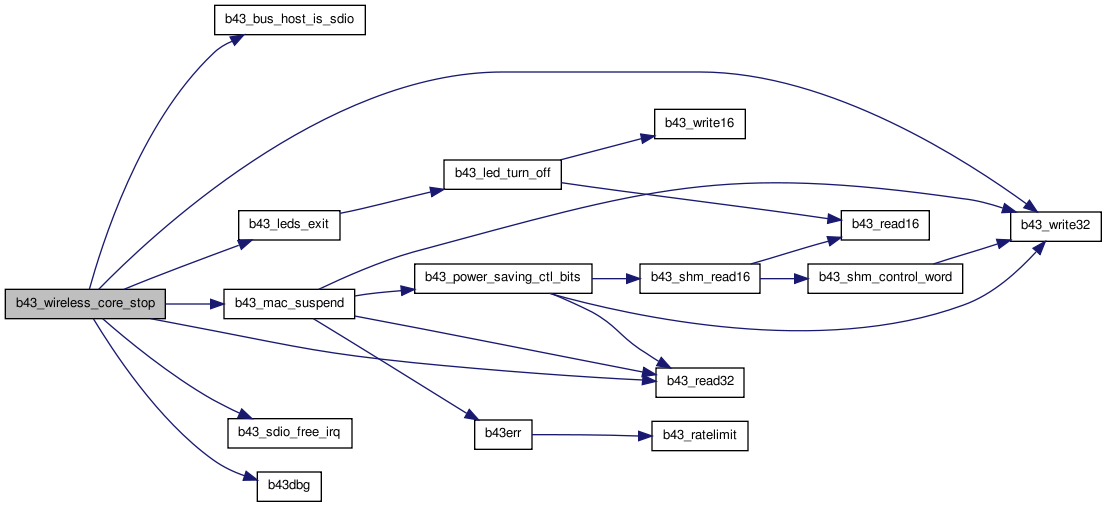 b43_bus_host_is_sdio
b43_write16
b43_led_turn_off
b43_leds_exit
b43_read16
b43_write32
b43_power_saving_ctl_bits
b43_shm_read16
b43_shm_control_word
b43_wireless_core_stop
b43_mac_suspend
b43_read32
b43_sdio_free_irq
b43err
b43_ratelimit
b43dbg